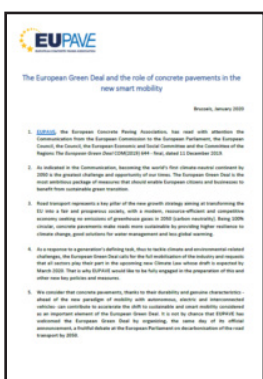 EUPAVE
EUROPEAN CONCRETE PAVING ASSOCIATION
The European Green Deal and the role of concrete pavements in the
new smart mobility
Brussels, January 2020
1. EUPAVE, the European Concrete Paving Association, has read with attention the
Communication from the European Commission to the European Parliament, the European
Council, the Council, the European Economic and Social Committee and the Committee of the
Regions The European Green Deal COM(2019) 640 - final, dated 11 December 2019.
2. As indicated in the Communication, becoming the world's first climate-neutral continent by
2050 is the greatest challenge and opportunity of our times. The European Green Deal is the
most ambitious package of measures that should enable European citizens and businesses to
benefit from sustainable green transition.
3. Road transport represents a key pillar of the new growth strategy aiming at transforming the
EU into a fair and prosperous society, with a modern, resource-efficient and competitive
economy seeking no emissions of greenhouse gases in 2050 (carbon neutrality). Being 100%
circular, concrete pavements make roads more sustainable by providing higher resilience to
climate change, good solutions for water management and less global warming.
4. As a response to a generation's defining task, thus to tackle climate and environmental-related
challenges, the European Green Deal calls for the full mobilisation of the industry and requests
that all sectors play their part in the upcoming new Climate Law whose draft is expected by
March 2020. That is why EUPAVE would like to be fully engaged in the preparation of this and
other new key policies and measures.
5. We consider that concrete pavements, thanks to their durability and genuine characteristics -
ahead of the new paradigm of mobility with autonomous, electric and interconnected
vehicles- can contribute to accelerate the shift to sustainable and smart mobility considered
as an important element of the European Green Deal. It is not by chance that EUPAVE has
welcomed the European Green Deal by organizing, the same day of its official
announcement, a fruitful debate at the European Parliament on decarbonisation of the road
transport by 2050.